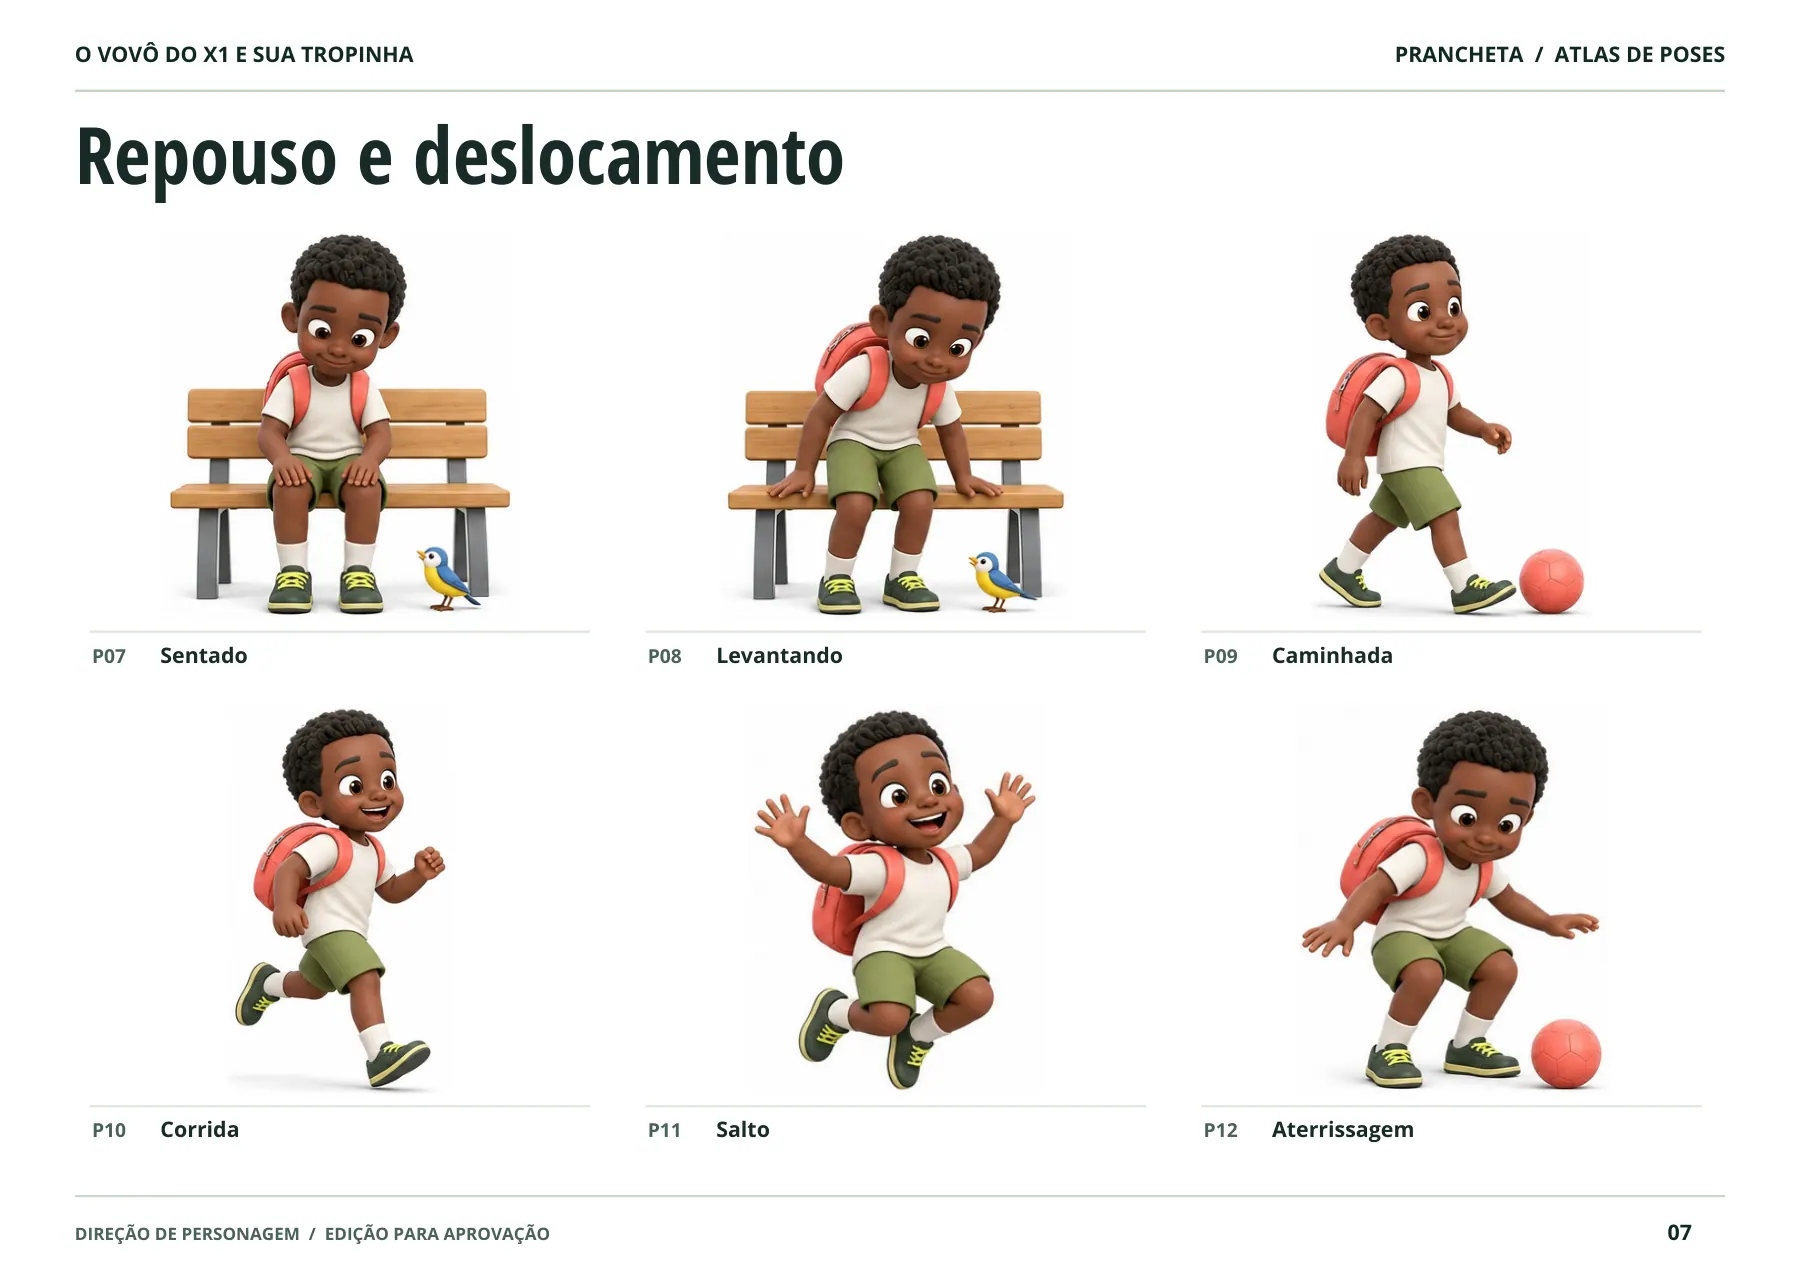 O VOVÔ DO X1 E SUA TROPINHA
PRANCHETA / ATLAS DE POSES
Repouso e deslocamento
P07 Sentado
P08 Levantando
P09 Caminhada
P10 Corrida
P11 Salto
P12 Aterrissagem
DIREÇÃO DE PERSONAGEM / EDIÇÃO PARA APROVAÇÃO
07